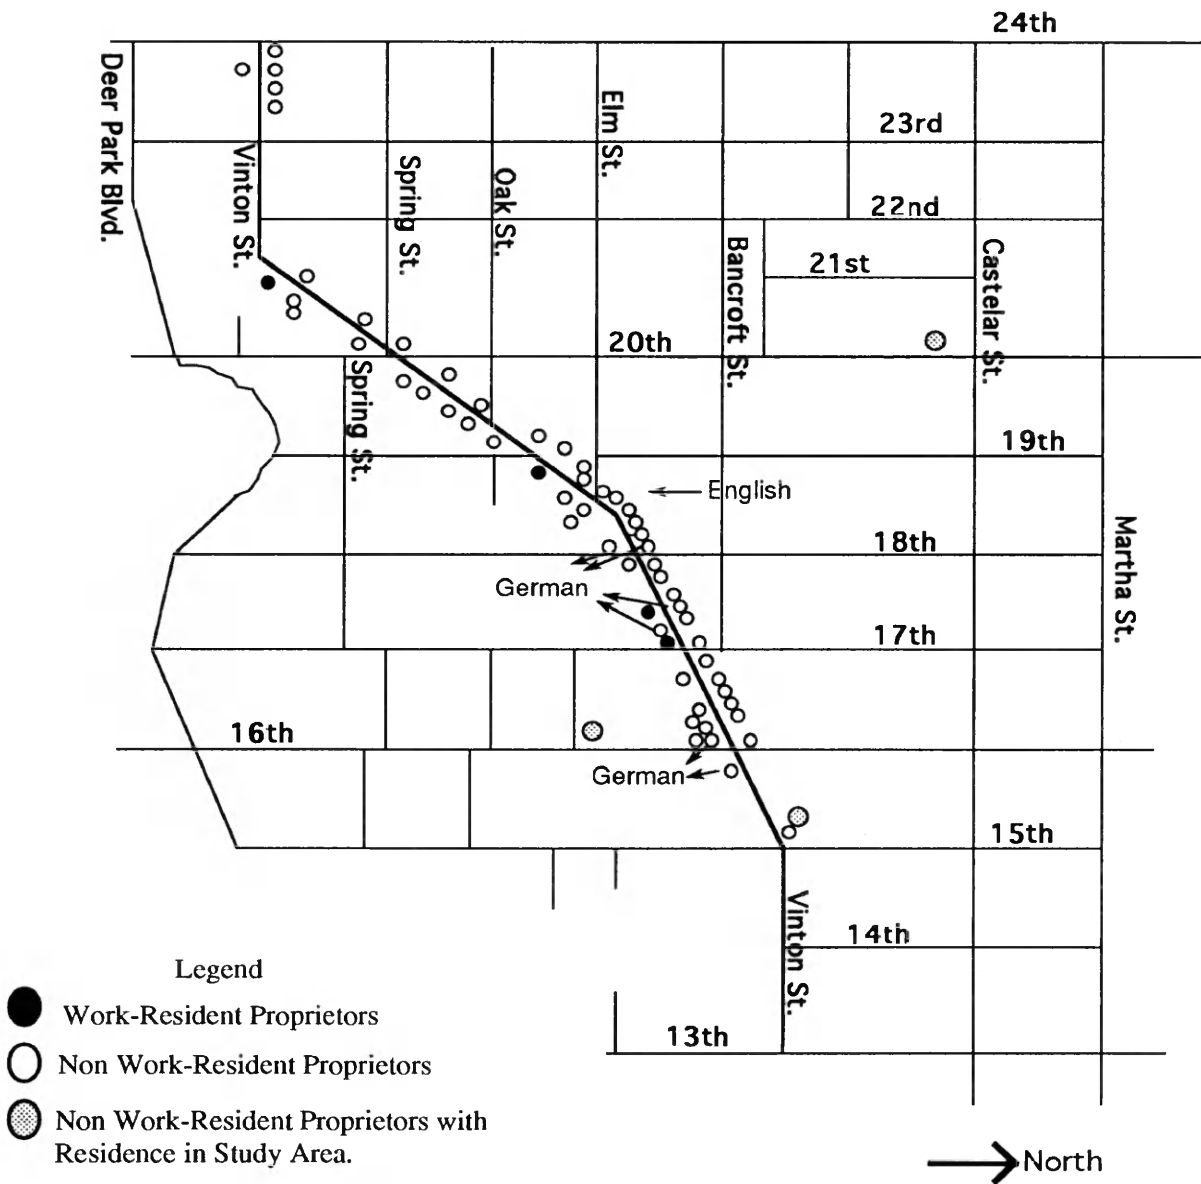 24th
Deer Park Blvd.
Vinton St.
Spring St.
Oak St.
Elm St.
23rd
22nd
Bancroft St.
21st
Castelar St.
20th
Spring St.
19th
English
18th
Martha St.
German
17th
16th
German
15th
Vinton St.
14th
13th
Legend
Work-Resident Proprietors
Non Work-Resident Proprietors
Non Work-Resident Proprietors with
Residence in Study Area.
North